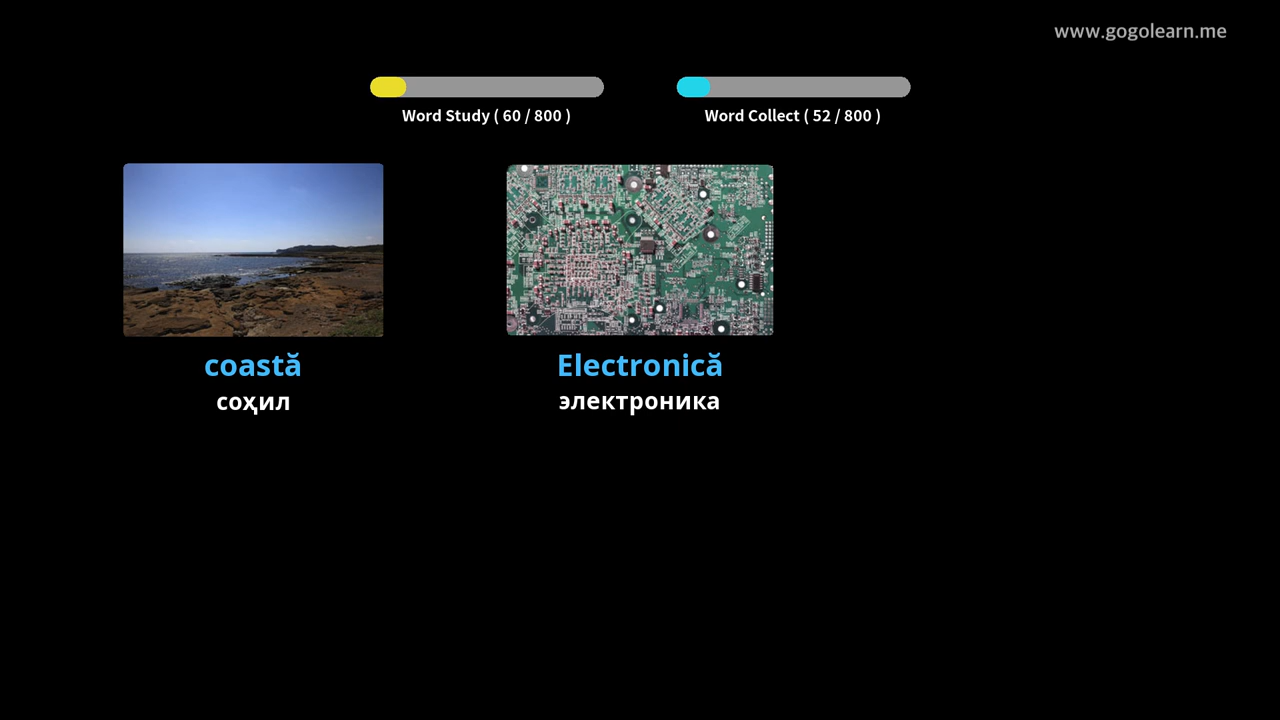 www.gogolearn.me
Word Study ( 60 / 800 )
Word Collect ( 52 / 800 )
coastă
соҳил
Electronică
электроника